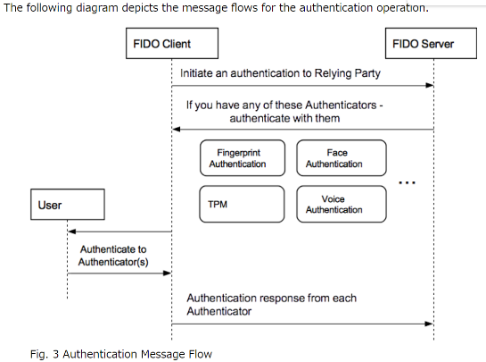 The following diagram depicts the message flows for the authentication operation.
FIDO Client
FIDO Server
Initiate an authentication to Relying Party
If you have any of these Authenticators -
authenticate with them
Fingerprint
Authentication
Face
Authentication
...
TPM
Voice
Authentication
User
Authenticate to
Authenticator(s)
Authentication response from each
Authenticator
Fig. 3 Authentication Message Flow